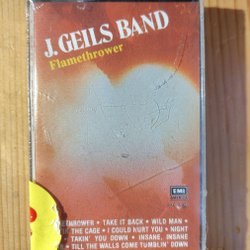 J. GEILS BAND
Flamethrower
EMI
THROWER • TAKE IT BACK • WILD MAN •
THE CAGE • I COULD HURT YOU • NIGHT
TAKIN' YOU DOWN • INSANE, INSANE
TILL THE WALLS COME TUMBLIN' DOWN